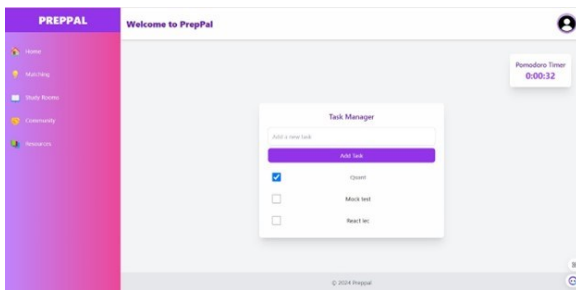 PREPPAL
Welcome to PrepPal
Home
Matching
Study Rooms
Community
Resources
Pomodoro Timer
0:00:32
Task Manager
Add a new task
Add Task
Quant
Mock test
React lec
© 2024 Preppal